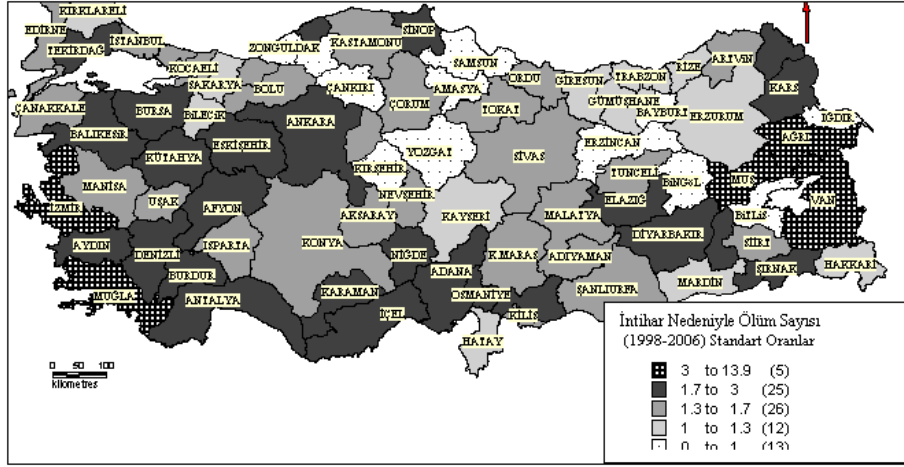 KIRKLARELİ
EDİRNE
TEKİRDAĞ
İSTANBUL
KOCAELİ
SAKARYA
ZONGULDAK
BOLU
KASTAMONU
SİNOP
ÇANKIRI
SAMSUN
AMASYA
ÇORUM
ORDU
TOKAT
GİRESUN
TRABZON
RİZE
ARTVİN
GÜMÜŞHANE
BAYBURT
ERZURUM
KARS
IĞDIR
AĞRI
ÇANAKKALE
BALIKESİR
BURSA
BİLECİK
KÜTAHYA
ESKİŞEHİR
ANKARA
KIRŞEHİR
YOZGAT
SİVAS
ERZİNCAN
TUNCELİ
BİNGÖL
MUŞ
VAN
BİTLİS
MANİSA
İZMİR
UŞAK
AFYON
AYDIN
DENİZLİ
ISPARTA
BURDUR
MUĞLA
ANTALYA
KONYA
AKSARAY
NEVŞEHİR
KAYSERİ
NİĞDE
KARAMAN
İÇEL
ADANA
OSMANİYE
HATAY
K.MARAŞ
MALATYA
ELAZIĞ
ADIYAMAN
KİLİS
ŞANLIURFA
DİYARBAKIR
MARDİN
SİİRT
ŞIRNAK
HAKKARİ
0 50 100
kilometres
İntihar Nedeniyle Ölüm Sayısı
(1998-2006) Standart Oranlar
3 to 13.9 (5)
1.7 to 3 (25)
1.3 to 1.7 (26)
1 to 1.3 (12)
0 to 1 (13)